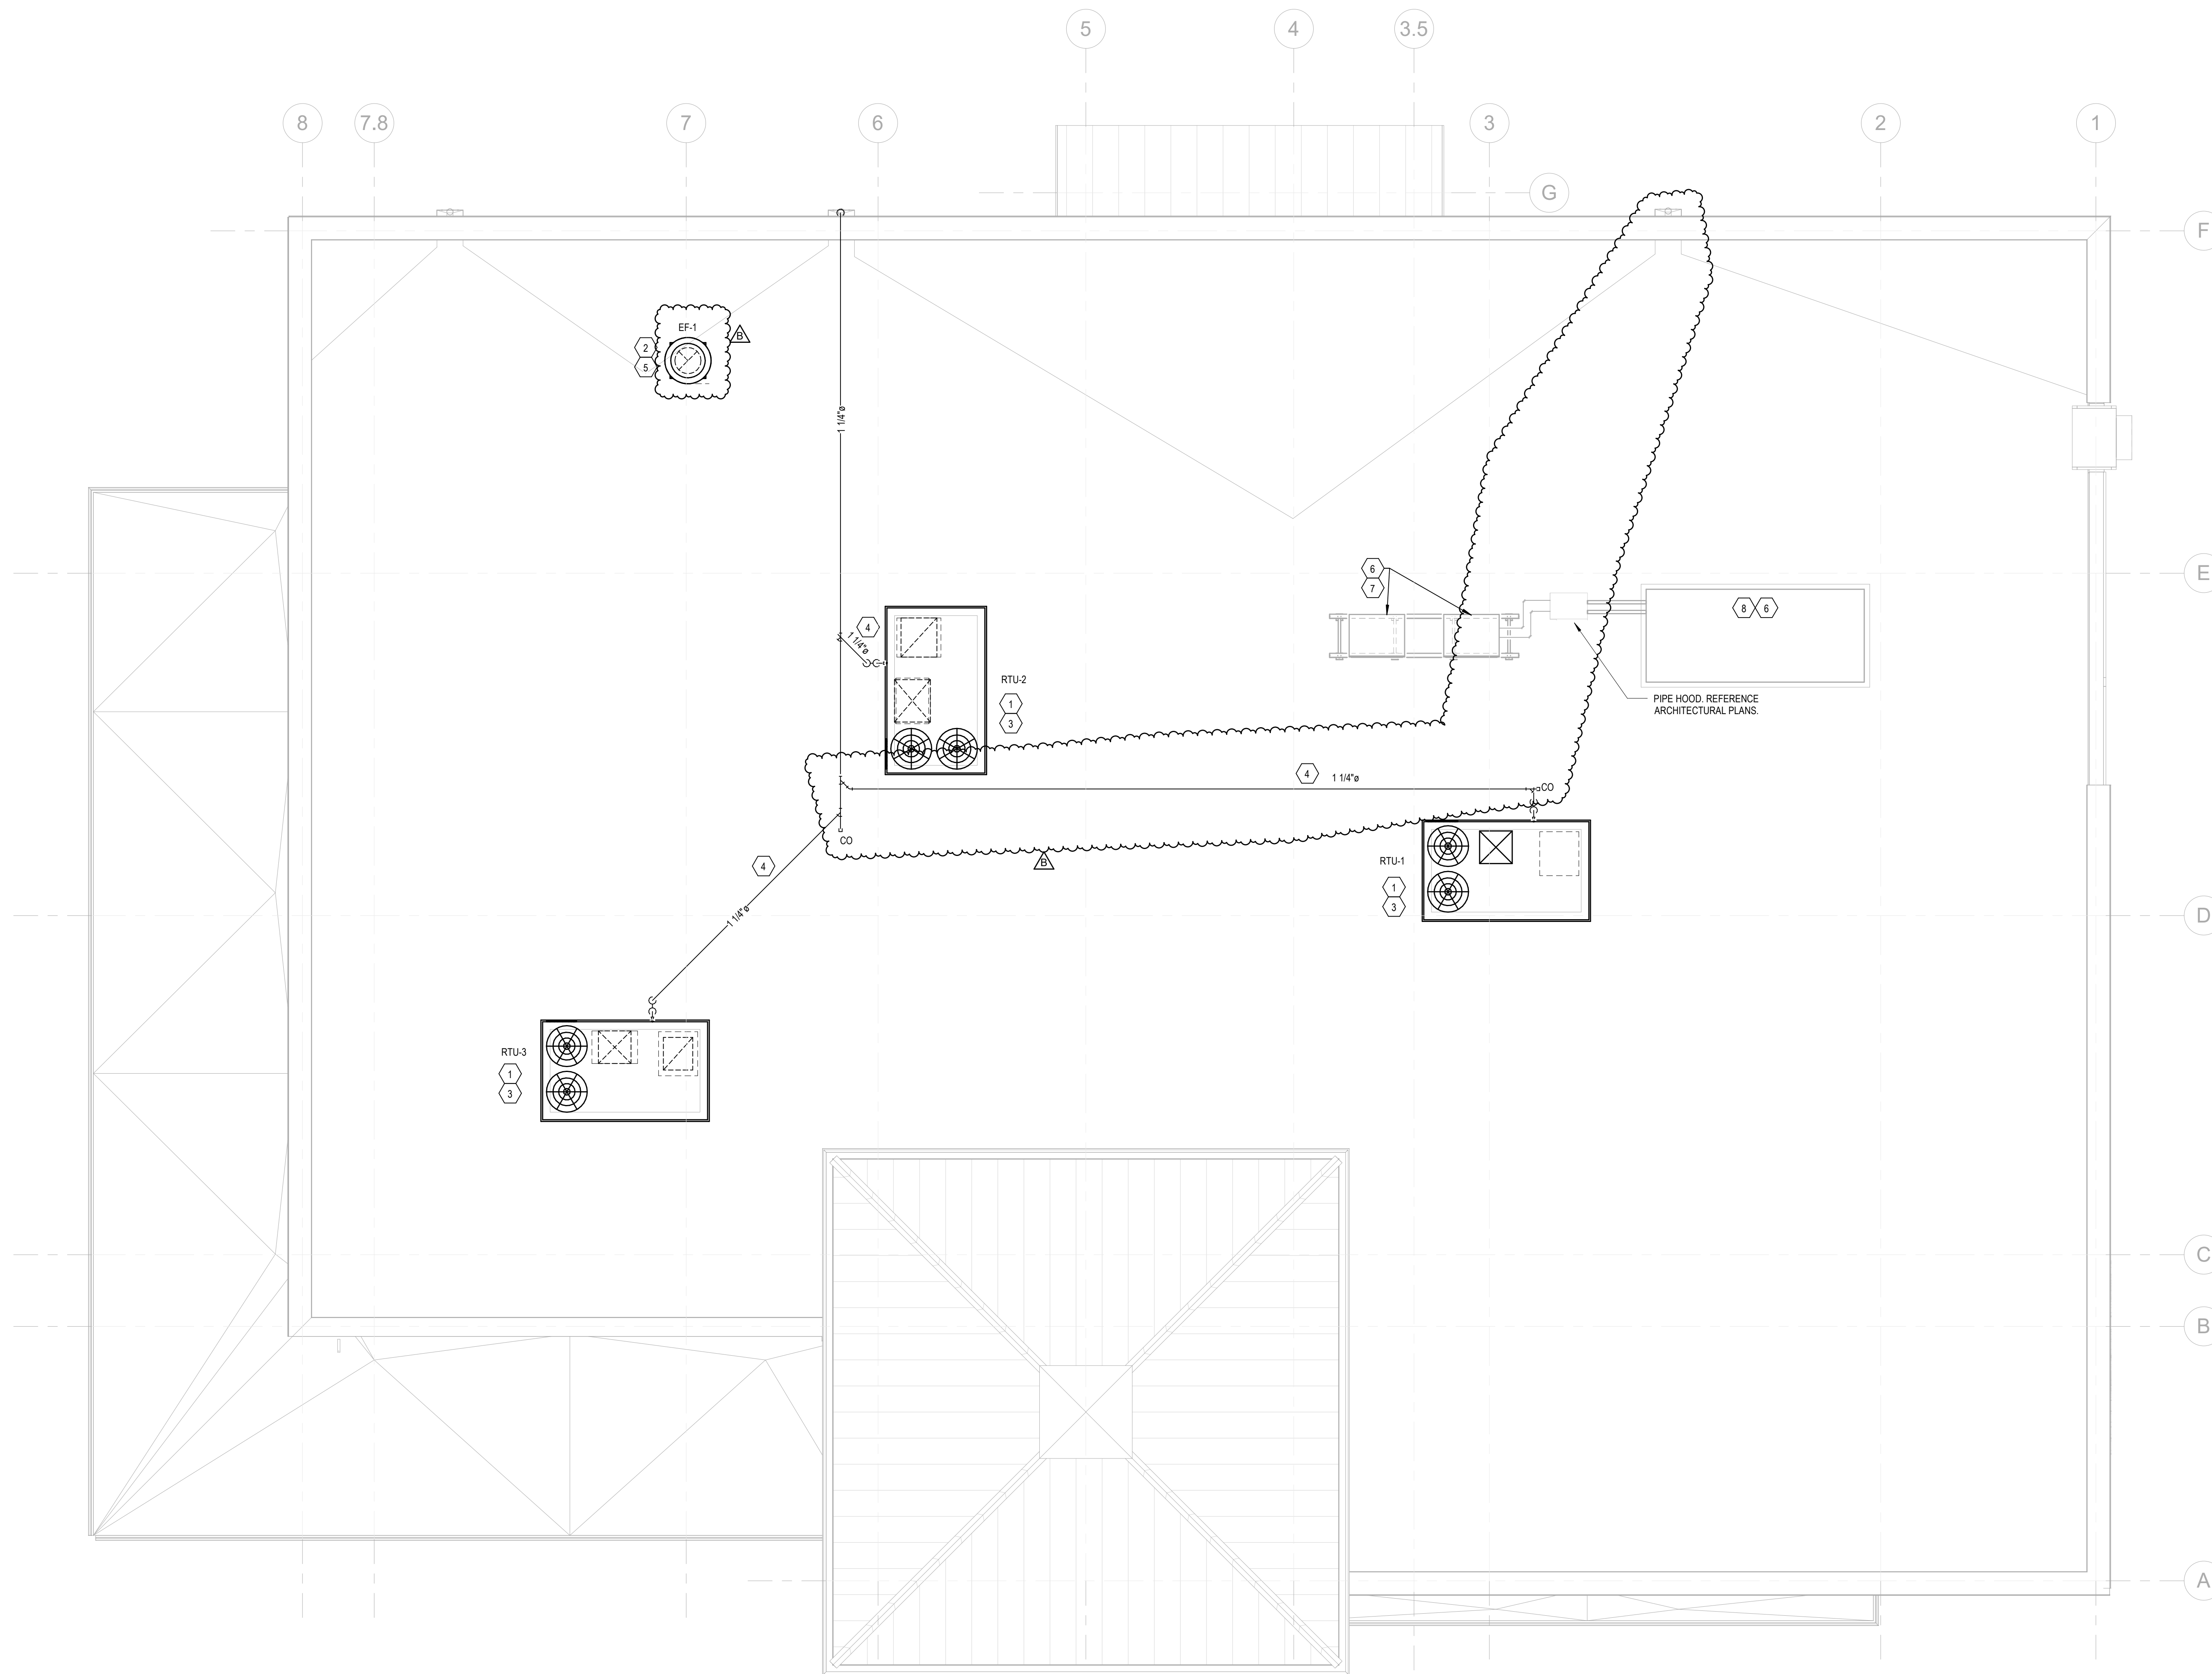 5
4
3.5
8
7.8
7
6
3
2
1
G
F
EF-1
B
2
5
1 1/4"ø
E
6
7
8
6
4
1 1/4"ø
RTU-2
1
3
PIPE HOOD. REFERENCE
ARCHITECTURAL PLANS.
4
1 1/4"ø
CO
CO
B
4
RTU-1
1
3
1 1/4"ø
D
RTU-3
1
3
C
B
A